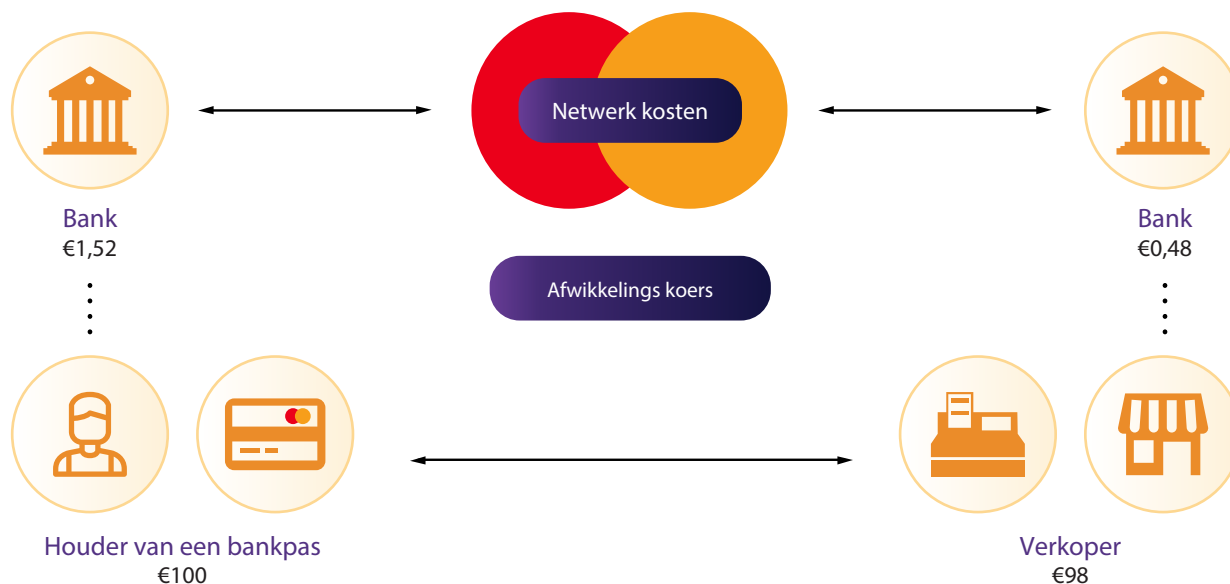 Netwerk kosten
Bank
€1,52
Bank
€0,48
Afwikkelings koers
Houder van een bankpas
€100
Verkoper
€98